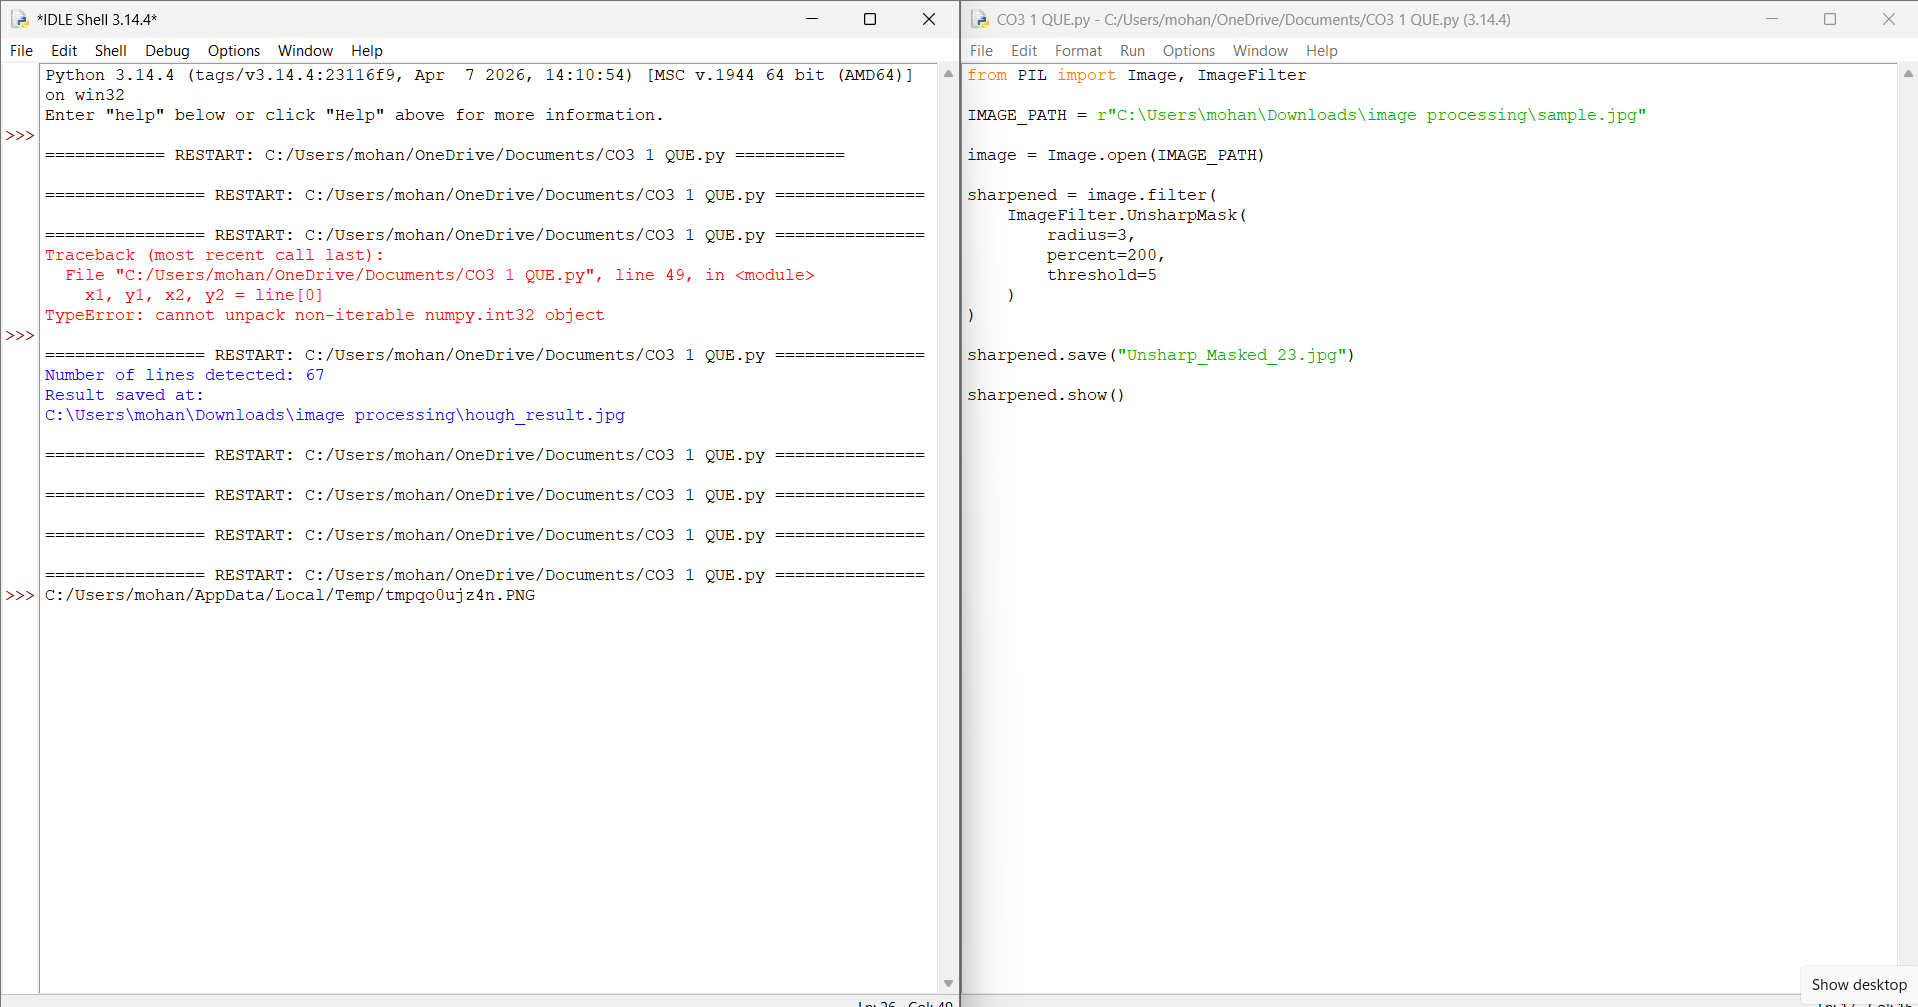 *IDLE Shell 3.14.4*
File Edit Shell Debug Options Window Help
Python 3.14.4 (tags/v3.14.4:23116f9, Apr  7 2026, 14:10:54) [MSC v.1944 64 bit (AMD64)]
on win32
Enter "help" below or click "Help" above for more information.
>>>
============ RESTART: C:/Users/mohan/OneDrive/Documents/CO3 1 QUE.py ===========
================ RESTART: C:/Users/mohan/OneDrive/Documents/CO3 1 QUE.py ===============
================ RESTART: C:/Users/mohan/OneDrive/Documents/CO3 1 QUE.py ===============
Traceback (most recent call last):
  File "C:/Users/mohan/OneDrive/Documents/CO3 1 QUE.py", line 49, in <module>
    x1, y1, x2, y2 = line[0]
TypeError: cannot unpack non-iterable numpy.int32 object
>>>
================ RESTART: C:/Users/mohan/OneDrive/Documents/CO3 1 QUE.py ===============
Number of lines detected: 67
Result saved at:
C:\Users\mohan\Downloads\image processing\hough_result.jpg
================ RESTART: C:/Users/mohan/OneDrive/Documents/CO3 1 QUE.py ===============
================ RESTART: C:/Users/mohan/OneDrive/Documents/CO3 1 QUE.py ===============
================ RESTART: C:/Users/mohan/OneDrive/Documents/CO3 1 QUE.py ===============
================ RESTART: C:/Users/mohan/OneDrive/Documents/CO3 1 QUE.py ===============
>>> C:/Users/mohan/AppData/Local/Temp/tmpqo0ujz4n.PNG
CO3 1 QUE.py - C:/Users/mohan/OneDrive/Documents/CO3 1 QUE.py (3.14.4)
File Edit Format Run Options Window Help
from PIL import Image, ImageFilter
IMAGE_PATH = r"C:\Users\mohan\Downloads\image processing\sample.jpg"
image = Image.open(IMAGE_PATH)
sharpened = image.filter(
    ImageFilter.UnsharpMask(
        radius=3,
        percent=200,
        threshold=5
    )
)
sharpened.save("Unsharp_Masked_23.jpg")
sharpened.show()
Show desktop